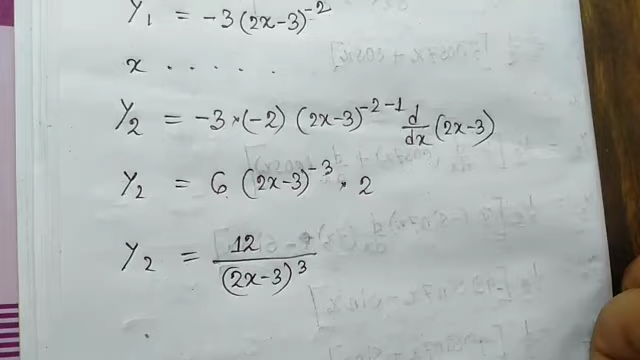 Y₁ = -3(2x-3)⁻²
x . . . . . .
Y₂ = -3×(-2) (2x-3)⁻²⁻¹ d/dx (2x-3)
Y₂ = 6 (2x-3)⁻³ · 2
Y₂ = 12/(2x-3)³